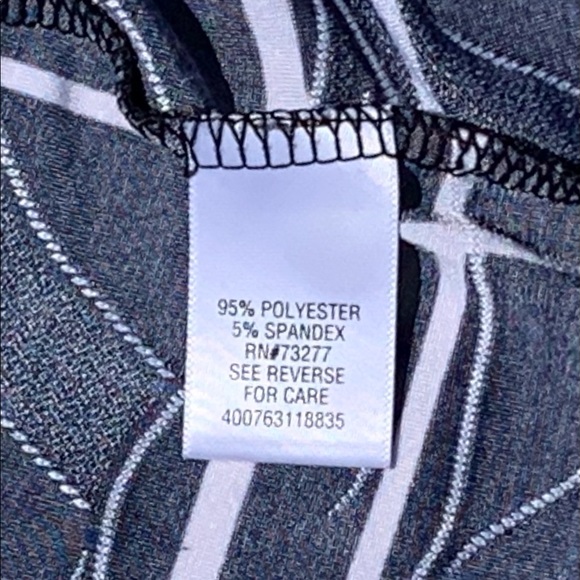 95% POLYESTER
5% SPANDEX
RN#73277
SEE REVERSE
FOR CARE
400763118835